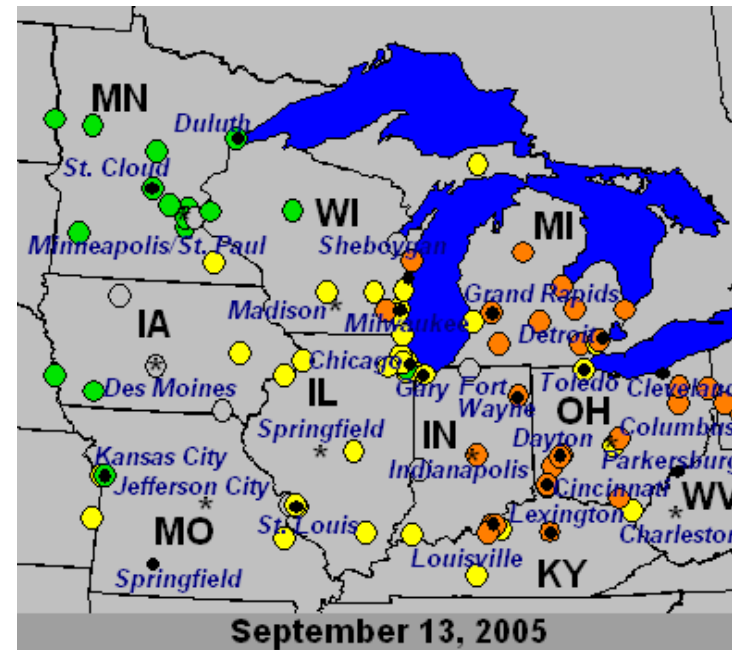 MN
Duluth
St. Cloud
WI
MI
Minneapolis/St. Paul
Sheboygan
Grand Rapids
Madison
Milwaukee
IA
Detroit
Chicago
Des Moines
Gary
Fort
Wayne
Toledo
Cleveland
IL
OH
Columbus
Springfield
IN
Dayton
Kansas City
Indianapolis
Parkersburg
Jefferson City
Cincinnati
WV
St. Louis
Lexington
MO
Charleston
Louisville
Springfield
KY
September 13, 2005